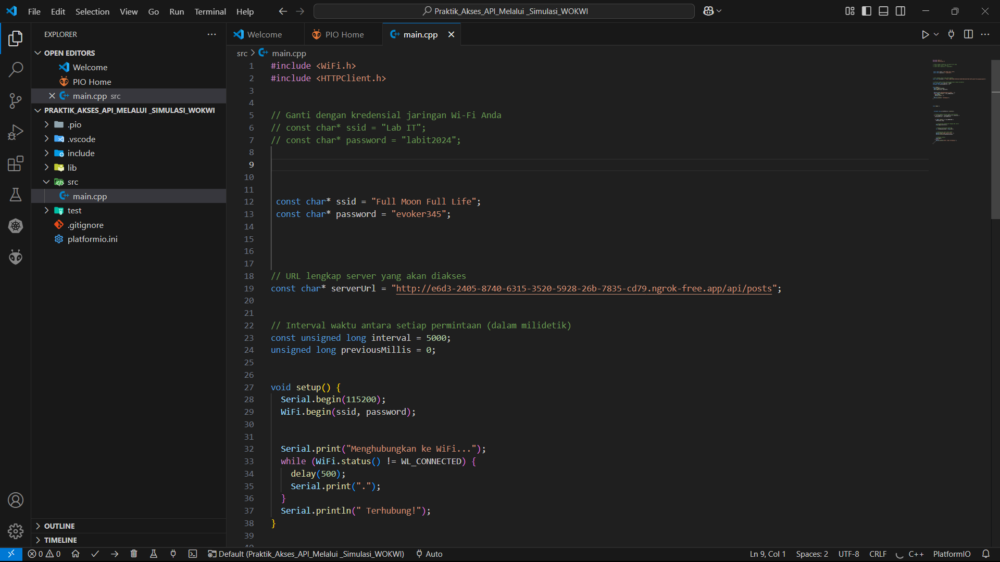 File Edit Selection View Go Run Terminal Help
Praktik_Akses_API_Melalui _Simulasi_WOKWI
EXPLORER
OPEN EDITORS
Welcome
PIO Home
main.cpp src
PRAKTIK_AKSES_API_MELALUI _SIMULASI_WOKWI
.pio
.vscode
include
lib
src
main.cpp
test
.gitignore
platformio.ini
OUTLINE
TIMELINE
Welcome PIO Home main.cpp
src > main.cpp
1 #include <WiFi.h>
2 #include <HTTPClient.h>
3
4
5 // Ganti dengan kredensial jaringan Wi-Fi Anda
6 // const char* ssid = "Lab IT";
7 // const char* password = "labit2024";
8
9
10
11
12 const char* ssid = "Full Moon Full Life";
13 const char* password = "evoker345";
14
15
16
17
18 // URL lengkap server yang akan diakses
19 const char* serverUrl = "http://e6d3-2405-8740-6315-3520-5928-26b-7835-cd79.ngrok-free.app/api/posts";
20
21
22 // Interval waktu antara setiap permintaan (dalam milidetik)
23 const unsigned long interval = 5000;
24 unsigned long previousMillis = 0;
25
26
27 void setup() {
28 Serial.begin(115200);
29 WiFi.begin(ssid, password);
30
31
32 Serial.print("Menghubungkan ke WiFi...");
33 while (WiFi.status() != WL_CONNECTED) {
34 delay(500);
35 Serial.print(".");
36 }
37 Serial.println(" Terhubung!");
38 }
39
0 0 Default (Praktik_Akses_API_Melalui _Simulasi_WOKWI) Auto Ln 9, Col 1 Spaces: 2 UTF-8 CRLF C++ PlatformIO